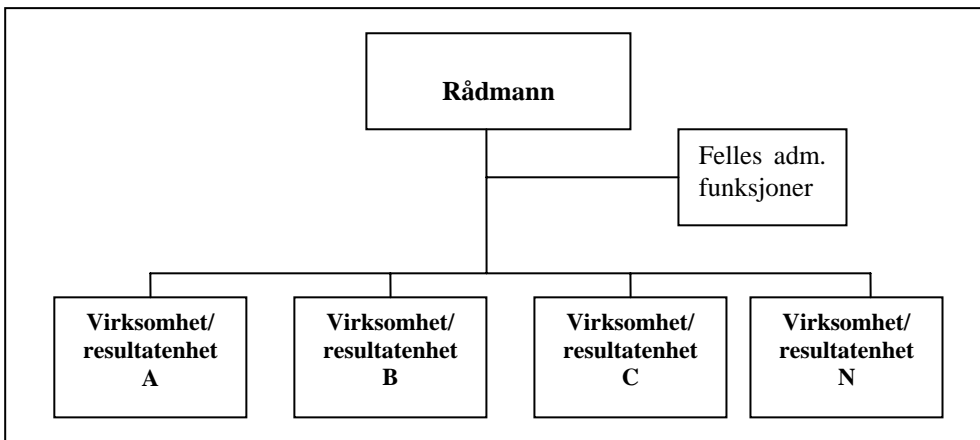 Rådmann
Felles adm.
funksjoner
Virksomhet/
resultatenhet
A
Virksomhet/
resultatenhet
B
Virksomhet/
resultatenhet
C
Virksomhet/
resultatenhet
N